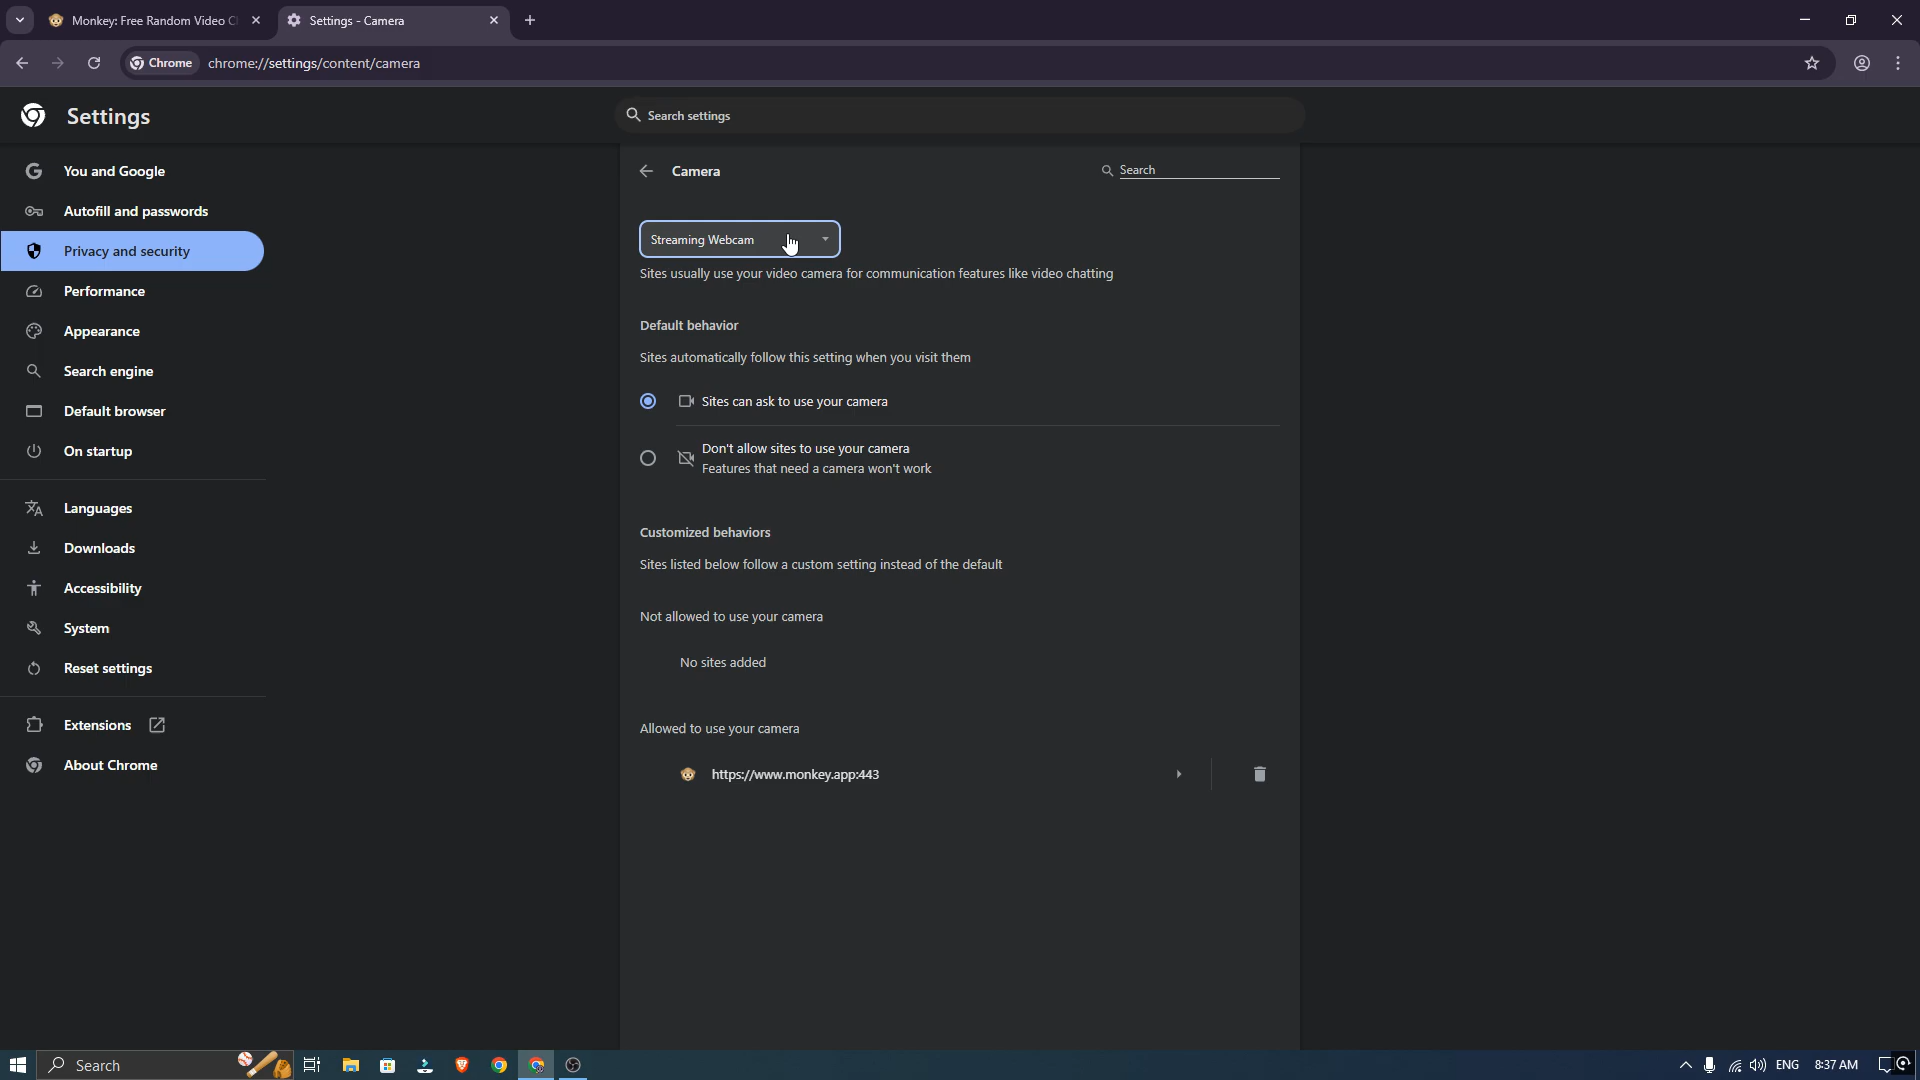 Monkey: Free Random Video C
Settings - Camera
Chrome
chrome://settings/content/camera
Settings
Search settings
You and Google
Autofill and passwords
Privacy and security
Performance
Appearance
Search engine
Default browser
On startup
Languages
Downloads
Accessibility
System
Reset settings
Extensions
About Chrome
Camera
Search
Streaming Webcam
Sites usually use your video camera for communication features like video chatting
Default behavior
Sites automatically follow this setting when you visit them
Sites can ask to use your camera
Don't allow sites to use your camera
Features that need a camera won't work
Customized behaviors
Sites listed below follow a custom setting instead of the default
Not allowed to use your camera
No sites added
Allowed to use your camera
https://www.monkey.app:443
Search
ENG
8:37 AM